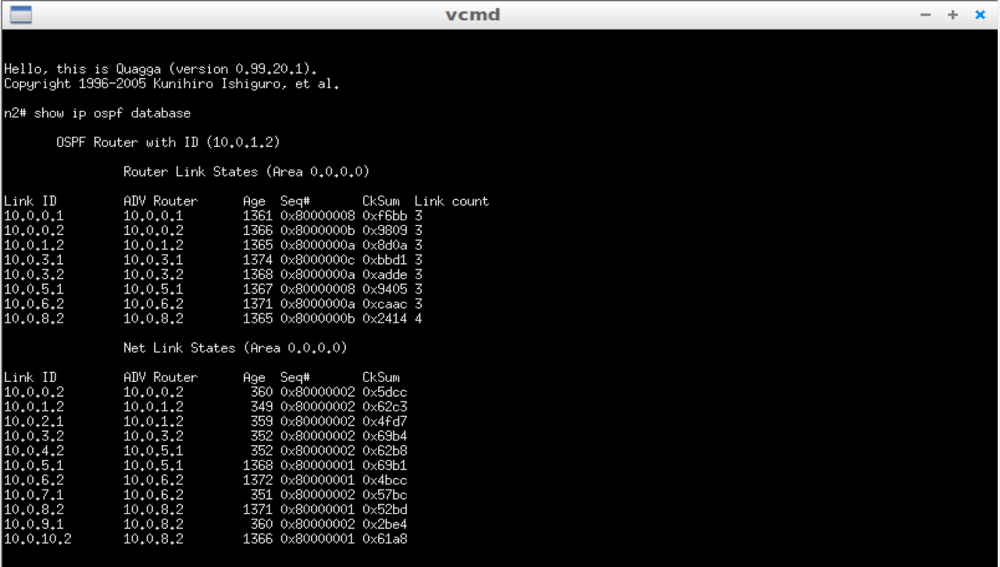 vcmd
Hello, this is Quagga (version 0.99.20.1).
Copyright 1996-2005 Kunihiro Ishiguro, et al.
n2# show ip ospf database
OSPF Router with ID (10.0.1.2)
Router Link States (Area 0.0.0.0)
Link ID ADV Router Age Seq# CkSum Link count
10.0.0.1 10.0.0.1 1361 0x80000008 0xf6bb 3
10.0.0.2 10.0.0.2 1366 0x8000000b 0x9809 3
10.0.1.2 10.0.1.2 1365 0x8000000a 0x8d0a 3
10.0.3.1 10.0.3.1 1374 0x8000000c 0xbbd1 3
10.0.3.2 10.0.3.2 1368 0x8000000a 0xadde 3
10.0.5.1 10.0.5.1 1367 0x80000008 0x9405 3
10.0.6.2 10.0.6.2 1371 0x8000000a 0xcaac 3
10.0.8.2 10.0.8.2 1365 0x8000000b 0x2414 4
Net Link States (Area 0.0.0.0)
Link ID ADV Router Age Seq# CkSum
10.0.0.2 10.0.0.2 360 0x80000002 0x5dcc
10.0.1.2 10.0.1.2 349 0x80000002 0x62c3
10.0.2.1 10.0.1.2 359 0x80000002 0x4fd7
10.0.3.2 10.0.3.2 352 0x80000002 0x69b4
10.0.4.2 10.0.5.1 352 0x80000002 0x62b8
10.0.5.1 10.0.5.1 1368 0x80000001 0x69b1
10.0.6.2 10.0.6.2 1372 0x80000001 0x4bcc
10.0.7.1 10.0.6.2 351 0x80000002 0x57bc
10.0.8.2 10.0.8.2 1371 0x80000001 0x52bd
10.0.9.1 10.0.8.2 360 0x80000002 0x2be4
10.0.10.2 10.0.8.2 1366 0x80000001 0x61a8